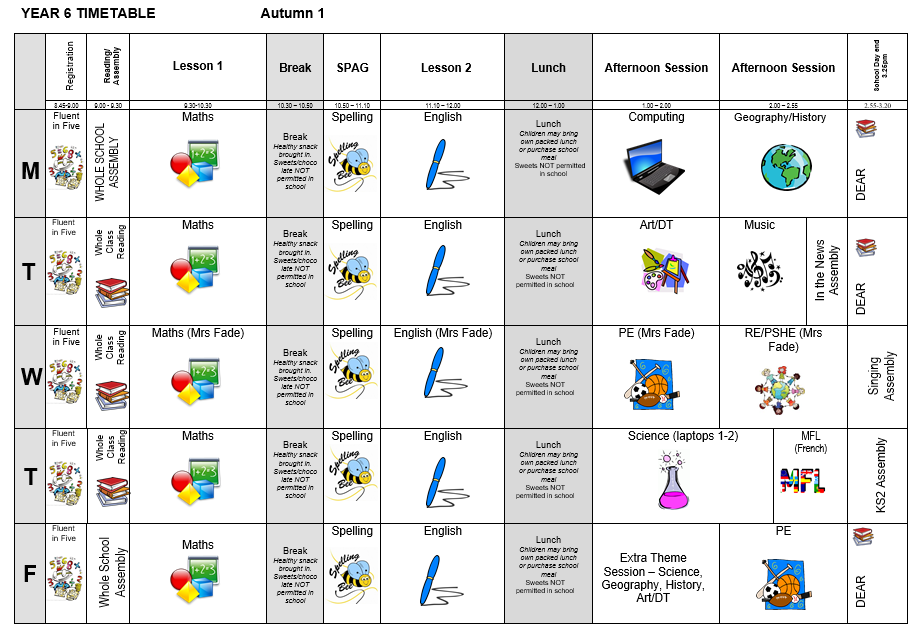 YEAR 6 TIMETABLE Autumn 1
Registration
Reading/
Assembly
Lesson 1
Break
SPAG
Lesson 2
Lunch
Afternoon Session
Afternoon Session
School Day end
3.25pm
8.45-9.00
9.00 - 9.30
9.30-10.30
10.30 – 10.50
10.50 – 11.10
11.10 – 12.00
12.00 – 1.00
1.00 – 2.00
2.00 – 2.55
2.55-3.20
M
Fluent
in Five
WHOLE SCHOOL
ASSEMBLY
Maths
Break
Healthy snack
brought in.
Sweets/choco
late NOT
permitted in
school
Spelling
Spelling
Bee
English
Lunch
Children may bring
own packed lunch
or purchase school
meal
Sweets NOT permitted
in school
Computing
Geography/History
DEAR
T
Fluent
in Five
Whole
Class
Reading
Maths
Break
Healthy snack
brought in.
Sweets/choco
late NOT
permitted in
school
Spelling
Spelling
Bee
English
Lunch
Children may bring
own packed lunch
or purchase school
meal
Sweets NOT
permitted in school
Art/DT
Music
In the News
Assembly
DEAR
W
Fluent
in Five
Whole
Class
Reading
Maths (Mrs Fade)
Break
Healthy snack
brought in.
Sweets/choco
late NOT
permitted in
school
Spelling
Spelling
Bee
English (Mrs Fade)
Lunch
Children may bring
own packed lunch
or purchase school
meal
Sweets NOT
permitted in school
PE (Mrs Fade)
RE/PSHE (Mrs
Fade)
Singing
Assembly
T
Fluent
in Five
Whole
Class
Reading
Maths
Break
Healthy snack
brought in.
Sweets/choco
late NOT
permitted in
school
Spelling
Spelling
Bee
English
Lunch
Children may bring
own packed lunch
or purchase school
meal
Sweets NOT
permitted in school
Science (laptops 1-2)
MFL
(French)
MFL
KS2 Assembly
F
Fluent
in Five
Whole School
Assembly
Maths
Break
Healthy snack
brought in.
Sweets/choco
late NOT
permitted in
school
Spelling
Spelling
Bee
English
Lunch
Children may bring
own packed lunch
or purchase school
meal
Sweets NOT
permitted in school
Extra Theme
Session – Science,
Geography, History,
Art/DT
PE
DEAR